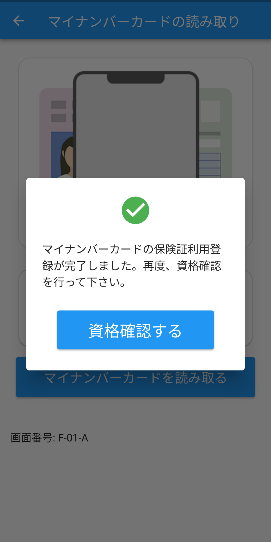 マイナンバーカードの読み取り
マイナンバーカードの保険証利用登
録が完了しました。再度、資格確認
を行って下さい。
資格確認する
マイナンバーカードを読み取る
画面番号: F-01-A